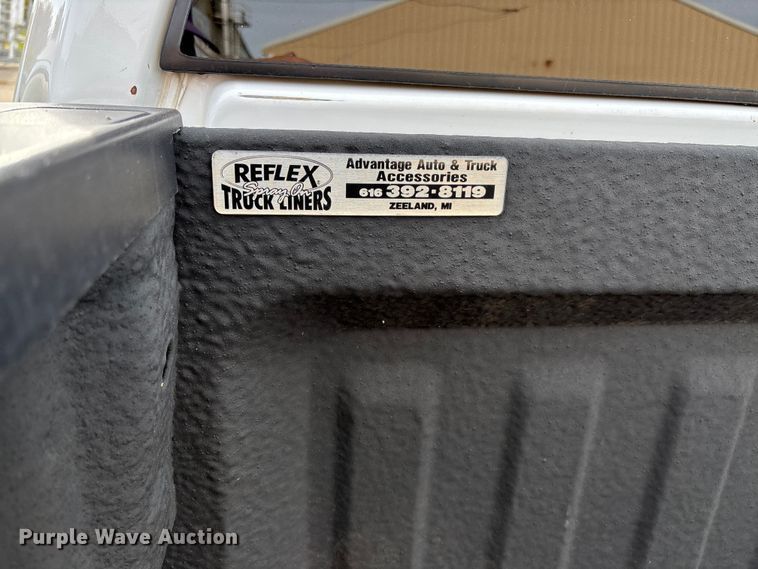 REFLEX
Spray On
TRUCK LINERS
Advantage Auto & Truck
Accessories
616 392-8119
ZEELAND, MI
Purple Wave Auction